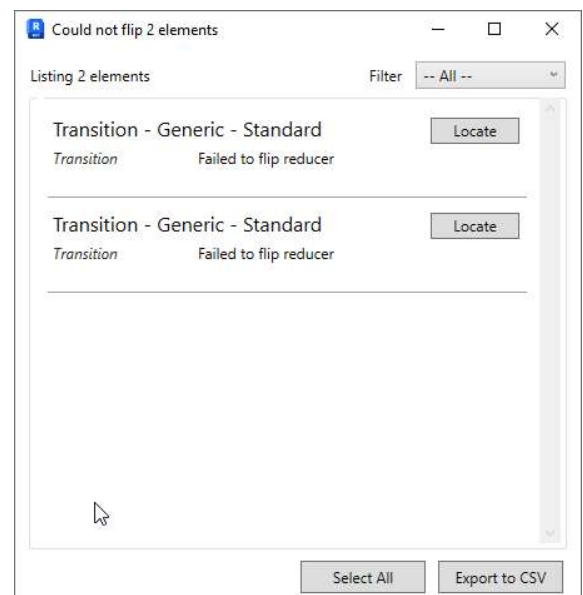 R
Could not flip 2 elements
Listing 2 elements Filter -- All --
Transition - Generic - Standard Locate
Transition Failed to flip reducer
Transition - Generic - Standard Locate
Transition Failed to flip reducer
Select All Export to CSV